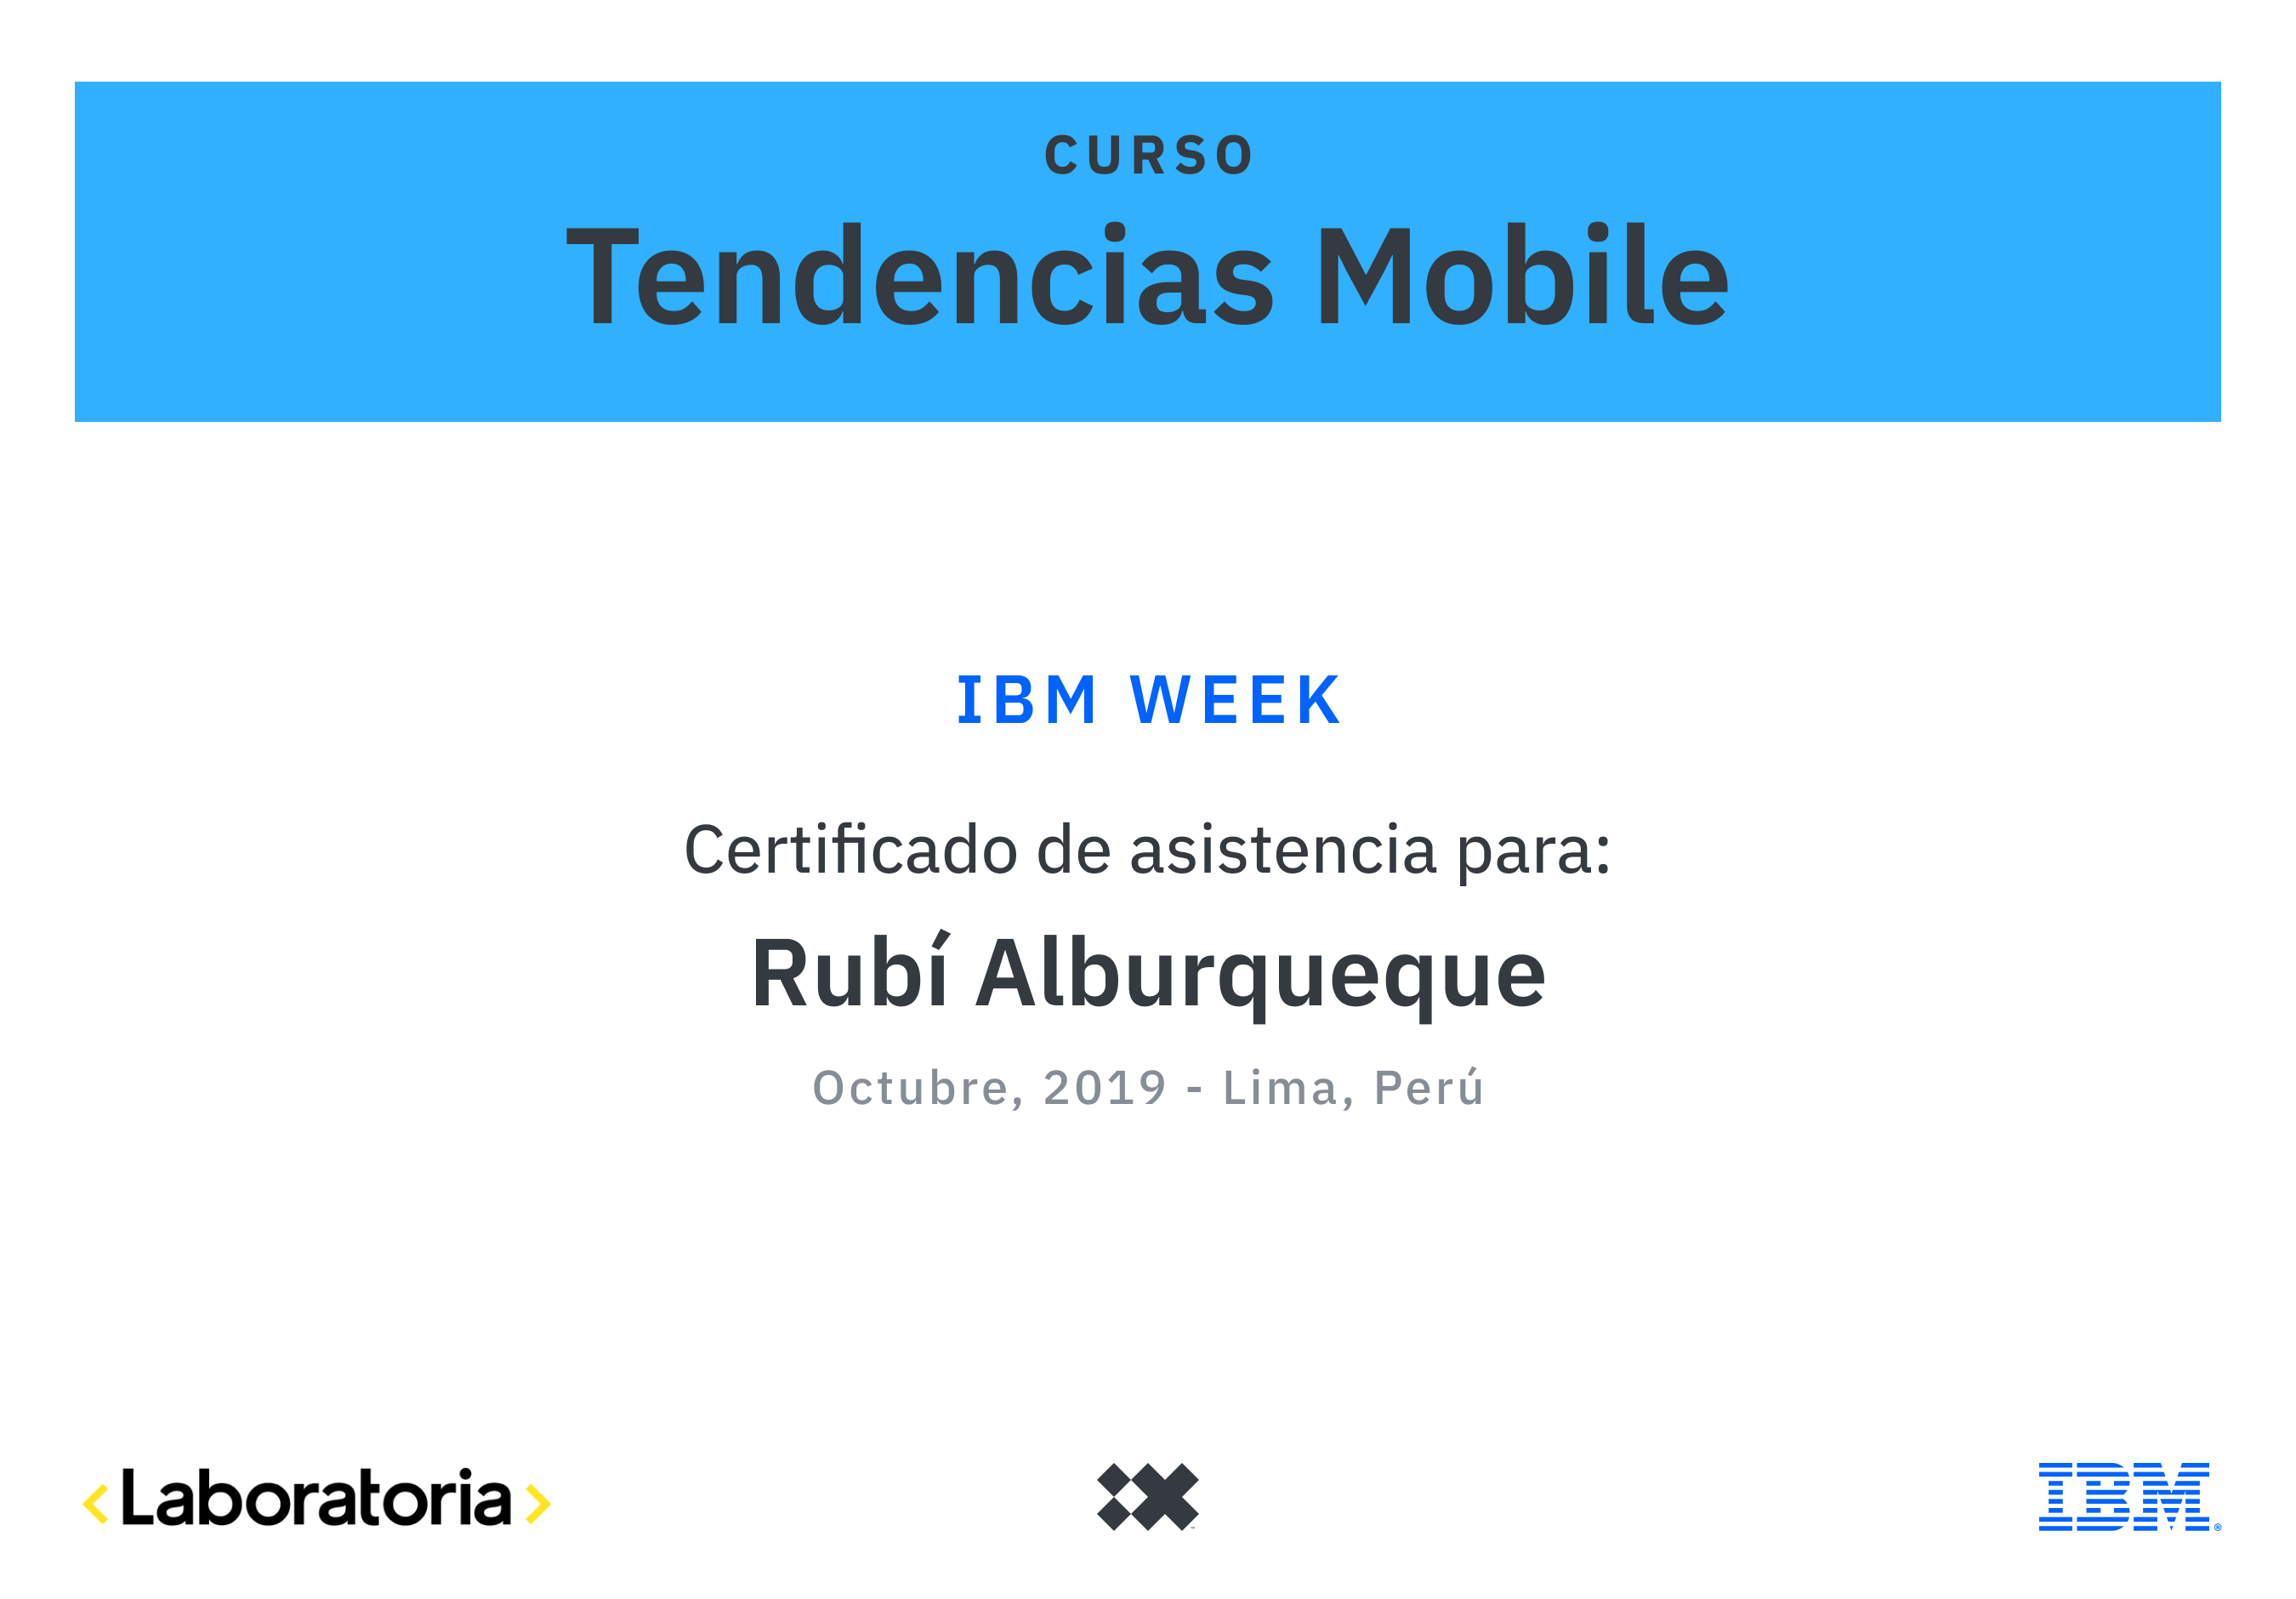 CURSO
Tendencias Mobile
IBM WEEK
Certificado de asistencia para:
Rubí Alburqueque
Octubre, 2019 - Lima, Perú
<Laboratoria>
IBM®